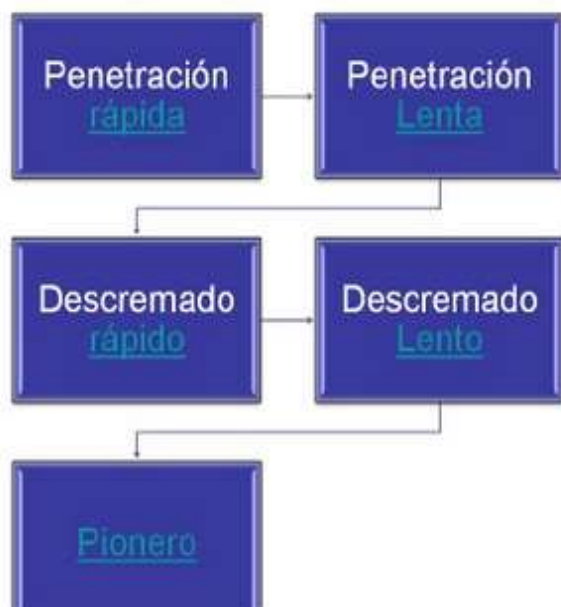 Penetración
rápida
Penetración
Lenta
Descremado
rápido
Descremado
Lento
Pionero